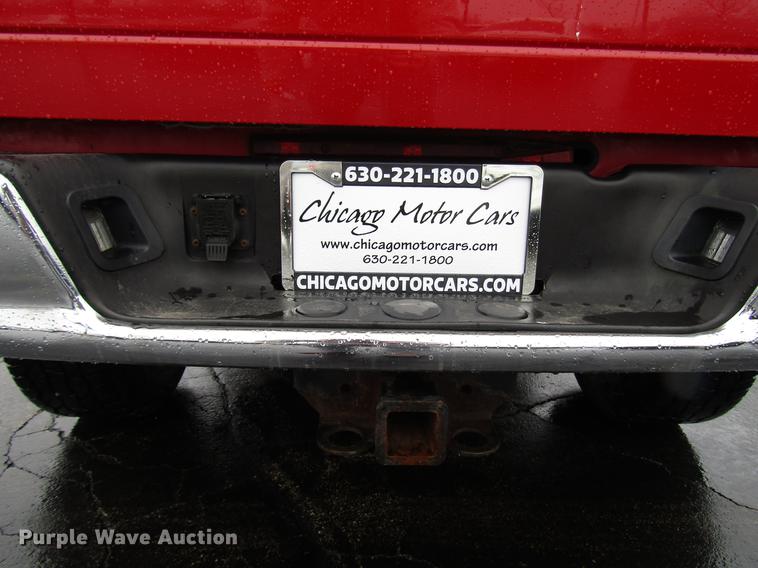 630-221-1800
Chicago Motor Cars
www.chicagomotorcars.com
630-221-1800
CHICAGOMOTORCARS.COM
Purple Wave Auction